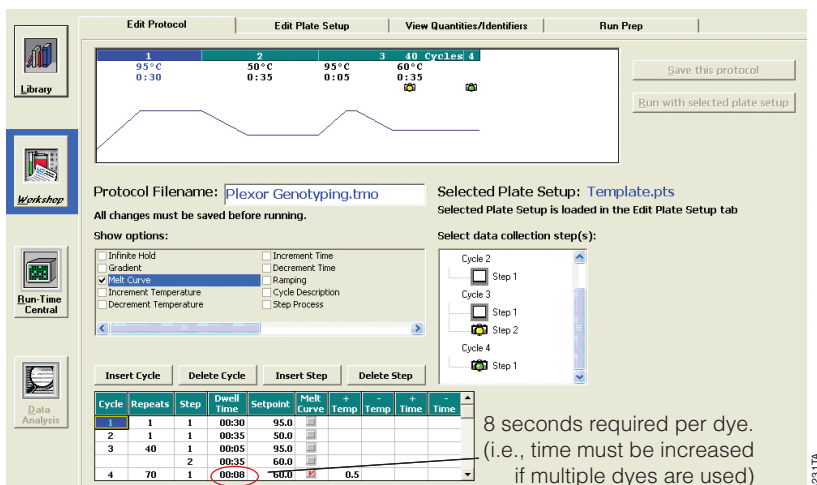 Edit Protocol
Edit Plate Setup
View Quantities/Identifiers
Run Prep
Library
Workshop
Run-Time
Central
Data
Analysis
1 2 3 40 Cycles 4
95°C 50°C 95°C 60°C
0:30 0:35 0:05 0:35
Save this protocol
Run with selected plate setup
Protocol Filename: Plexor Genotyping.tmo
All changes must be saved before running.
Selected Plate Setup: Template.pts
Selected Plate Setup is loaded in the Edit Plate Setup tab
Show options:
Infinite Hold
Gradient
Melt Curve
Increment Temperature
Decrement Temperature
Increment Time
Decrement Time
Ramping
Cycle Description
Step Process
Select data collection step(s):
Cycle 2
Step 1
Cycle 3
Step 1
Step 2
Cycle 4
Step 1
Insert Cycle
Delete Cycle
Insert Step
Delete Step
Cycle Repeats Step Dwell Time Setpoint Melt Curve + Temp - Temp + Time - Time
1 1 1 00:30 95.0
2 1 1 00:35 50.0
3 40 1 00:05 95.0
2 00:35 60.0
4 70 1 00:08 60.0 0.5
8 seconds required per dye.
(i.e., time must be increased
if multiple dyes are used)